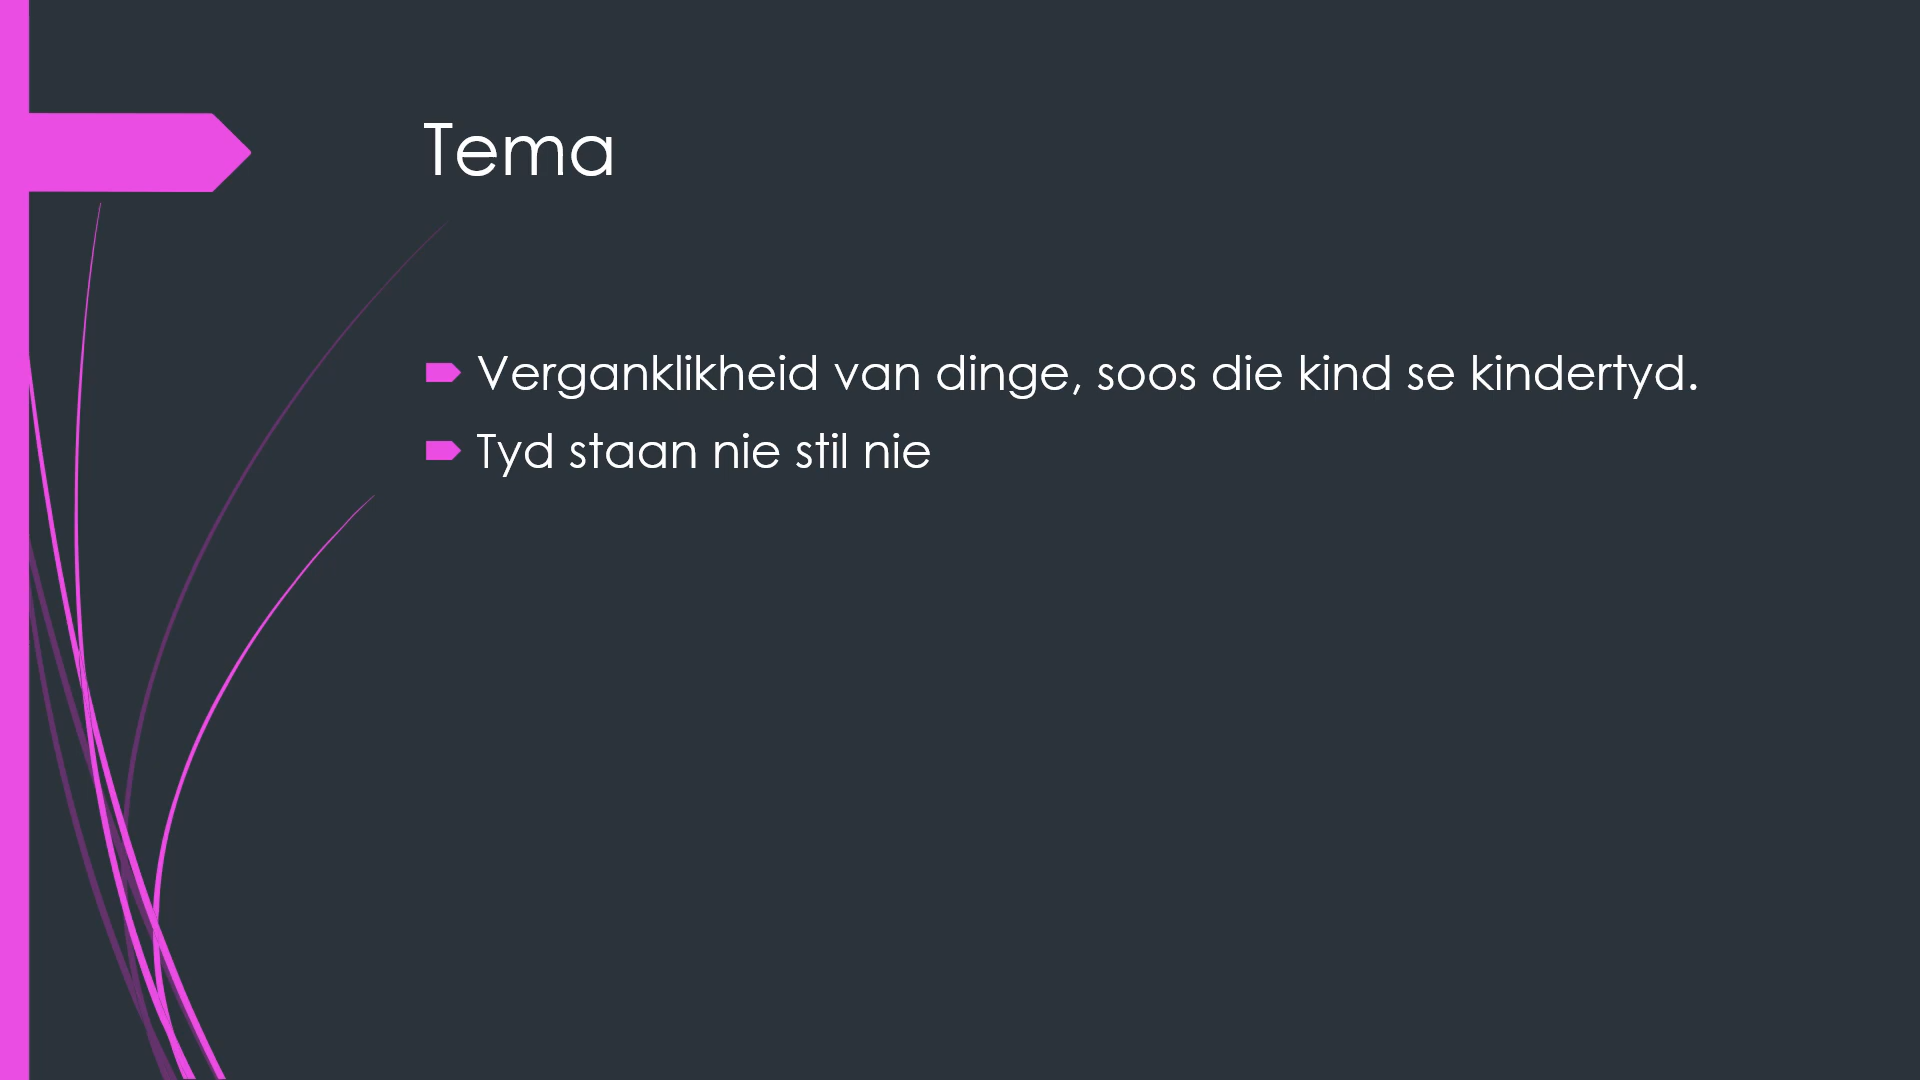 Tema
Verganklikheid van dinge, soos die kind se kindertyd.
Tyd staan nie stil nie